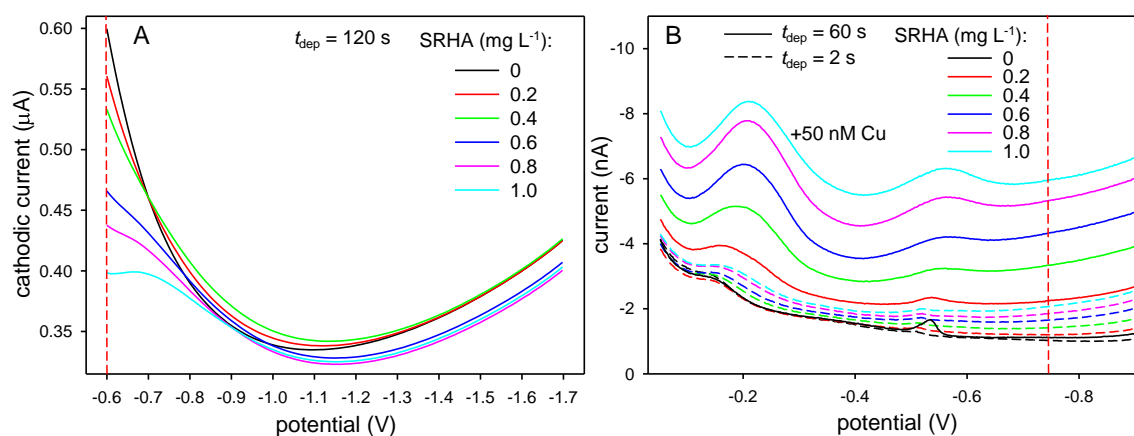 A
t_dep = 120 s
SRHA (mg L⁻¹):
0
0.2
0.4
0.6
0.8
1.0
cathodic current (μA)
0.60
0.55
0.50
0.45
0.40
0.35
-0.6 -0.7 -0.8 -0.9 -1.0 -1.1 -1.2 -1.3 -1.4 -1.5 -1.6 -1.7
potential (V)
B
t_dep = 60 s
t_dep = 2 s
SRHA (mg L⁻¹):
0
0.2
0.4
0.6
0.8
1.0
+50 nM Cu
current (nA)
-10
-8
-6
-4
-2
0
-0.2 -0.4 -0.6 -0.8
potential (V)